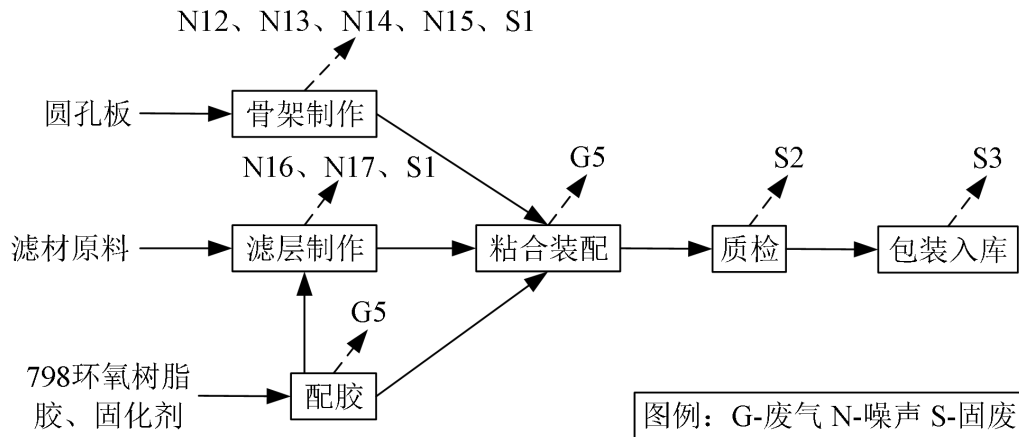 N12、N13、N14、N15、S1
圆孔板
骨架制作
N16、N17、S1
G5
S2
S3
滤材原料
滤层制作
粘合装配
质检
包装入库
G5
798环氧树脂
胶、固化剂
配胶
图例：G-废气 N-噪声 S-固废